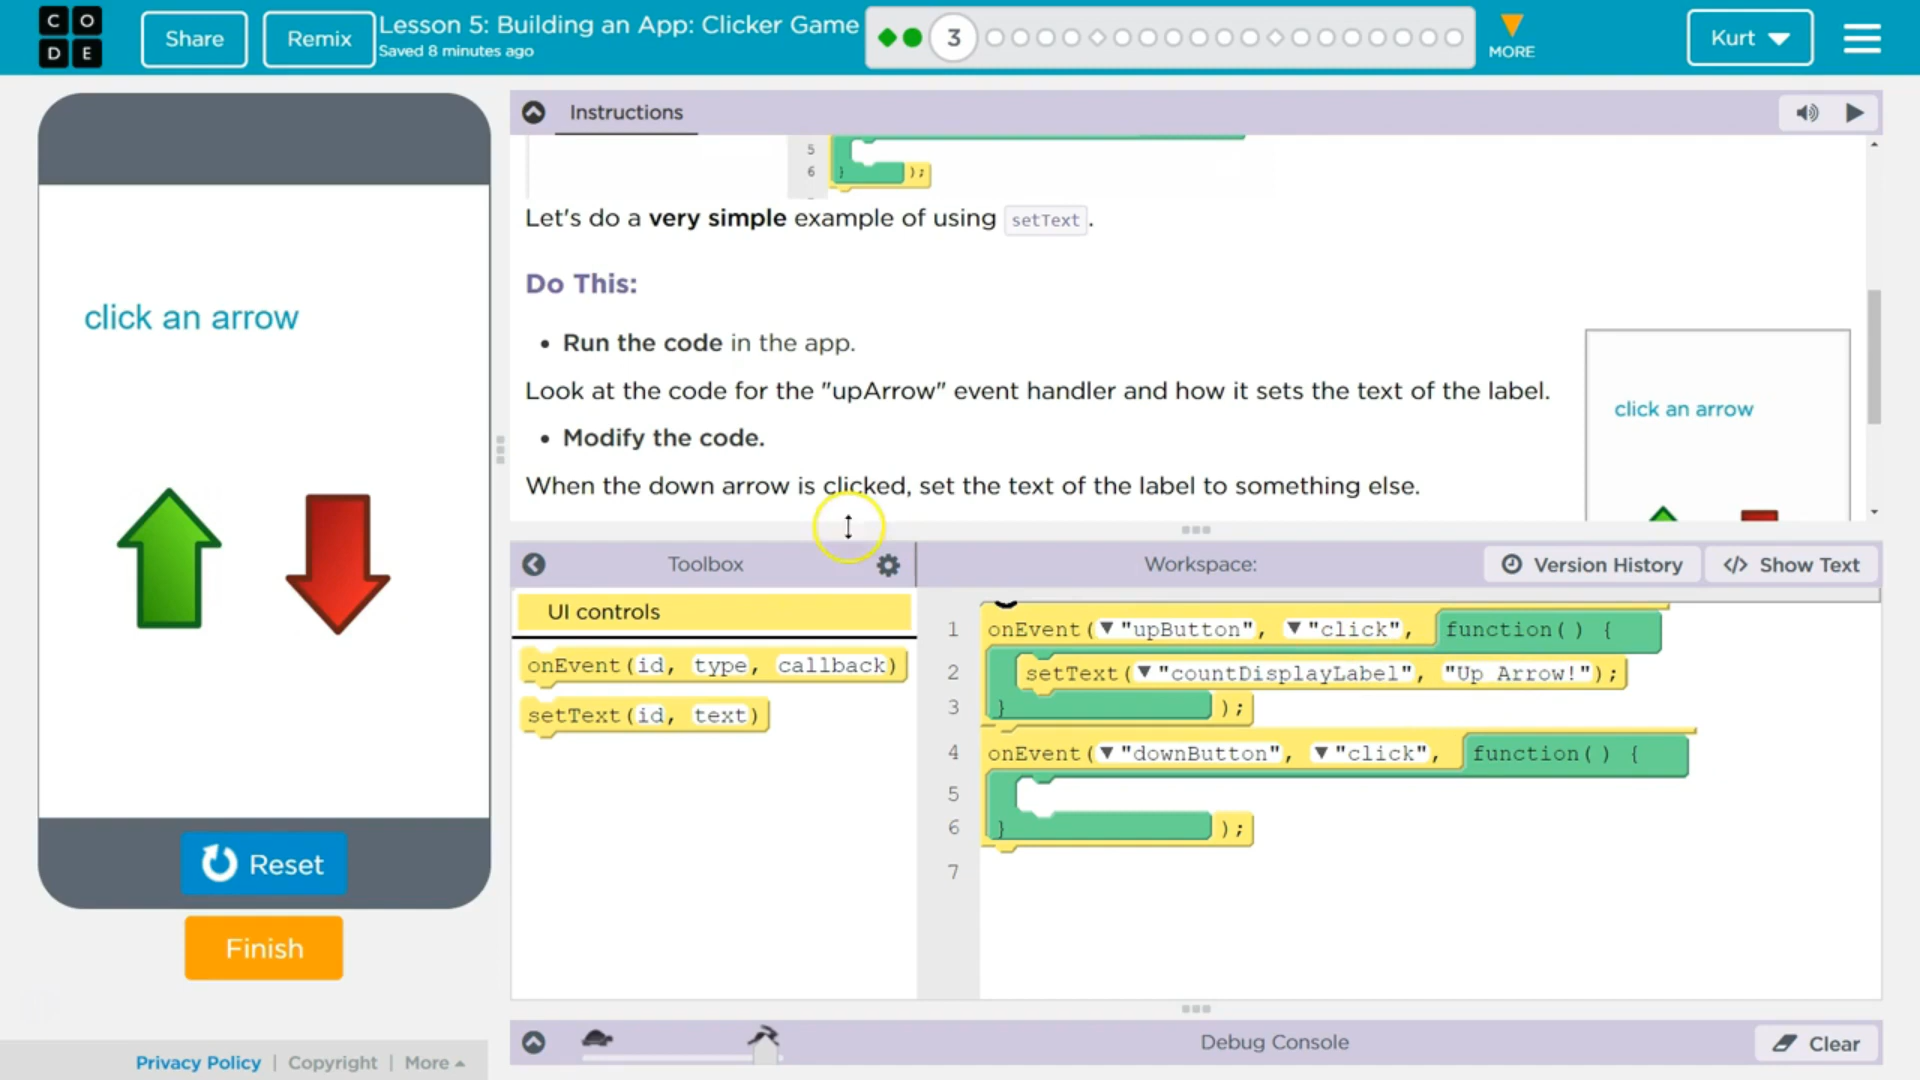 CODE
Share
Remix
Lesson 5: Building an App: Clicker Game
Saved 8 minutes ago
3
MORE
Kurt
click an arrow
Reset
Finish
Privacy Policy | Copyright | More
Instructions
5
6 } );
Let's do a very simple example of using setText.
Do This:
• Run the code in the app.
Look at the code for the "upArrow" event handler and how it sets the text of the label.
• Modify the code.
When the down arrow is clicked, set the text of the label to something else.
click an arrow
Toolbox
UI controls
onEvent(id, type, callback)
setText(id, text)
Workspace:
Version History
</> Show Text
1 onEvent(▼"upButton", ▼"click", function() {
2 setText(▼"countDisplayLabel", "Up Arrow!");
3 } );
4 onEvent(▼"downButton", ▼"click", function() {
5
6 } );
7
Debug Console
Clear